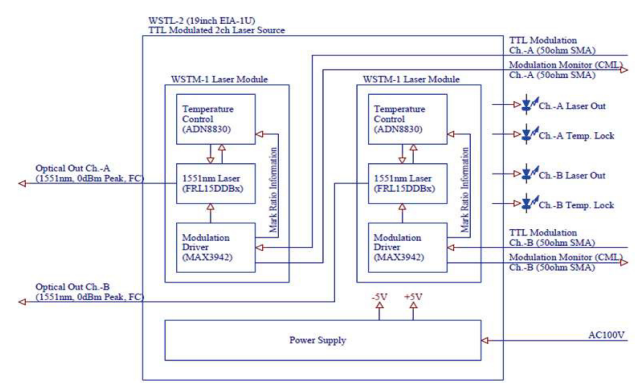 WSTL-2 (19inch EIA-1U)
TTL Modulated 2ch Laser Source
TTL Modulation
Ch.-A (50ohm SMA)
Modulation Monitor (CML)
Ch.-A (50ohm SMA)
WSTM-1 Laser Module
Temperature
Control
(ADN8830)
1551nm Laser
(FRL15DDBx)
Modulation
Driver
(MAX3942)
Mark Ratio Information
WSTM-1 Laser Module
Temperature
Control
(ADN8830)
1551nm Laser
(FRL15DDBx)
Modulation
Driver
(MAX3942)
Mark Ratio Information
Ch.-A Laser Out
Ch.-A Temp. Lock
Ch.-B Laser Out
Ch.-B Temp. Lock
Optical Out Ch.-A
(1551nm, 0dBm Peak, FC)
TTL Modulation
Ch.-B (50ohm SMA)
Modulation Monitor (CML)
Ch.-B (50ohm SMA)
Optical Out Ch.-B
(1551nm, 0dBm Peak, FC)
-5V
+5V
Power Supply
AC100V